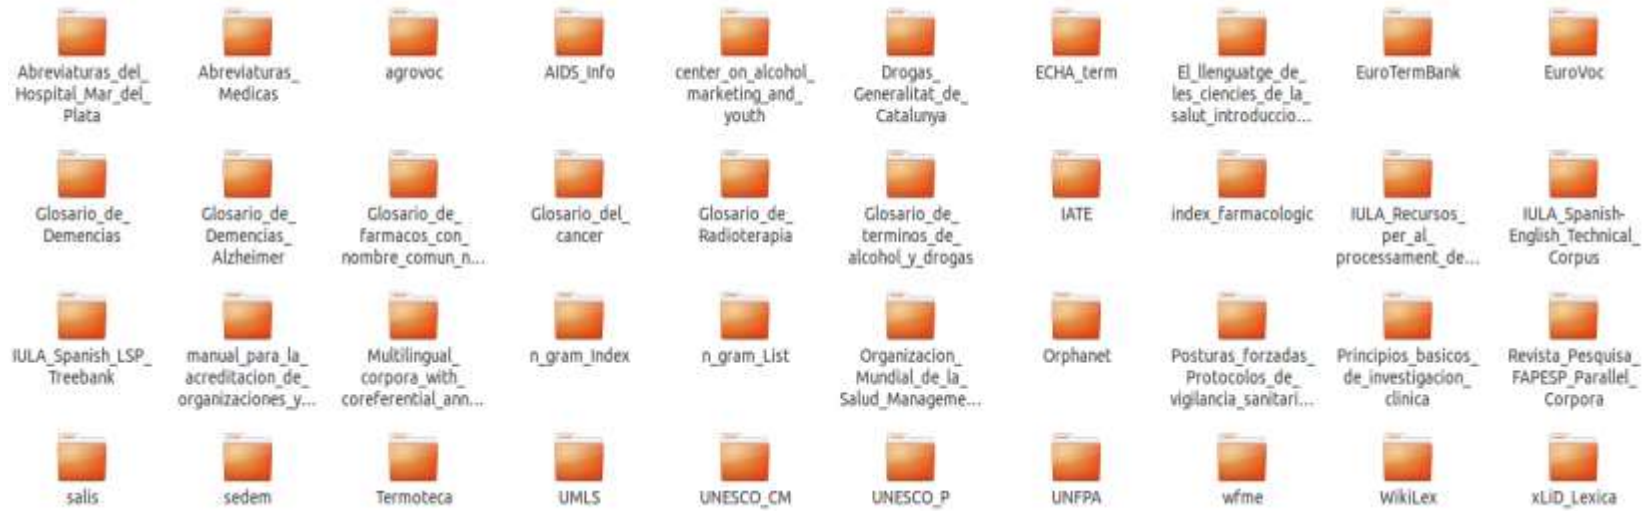 Abreviaturas_del_
Hospital_Mar_del_
Plata
Abreviaturas_
Medicas
agrovoc
AIDS_Info
center_on_alcohol_
marketing_and_
youth
Drogas_
Generalitat_de_
Catalunya
ECHA_term
El_llenguatge_de_
les_ciencies_de_la_
salut_introduccio...
EuroTermBank
EuroVoc
Glosario_de_
Demencias
Glosario_de_
Demencias_
Alzheimer
Glosario_de_
farmacos_con_
nombre_comun_n...
Glosario_del_
cancer
Glosario_de_
Radioterapia
Glosario_de_
terminos_de_
alcohol_y_drogas
IATE
index_farmacologic
IULA_Recursos_
per_al_
processament_de...
IULA_Spanish-
English_Technical_
Corpus
IULA_Spanish_LSP_
Treebank
manual_para_la_
acreditacion_de_
organizaciones_y...
Multilingual_
corpora_with_
coreferential_ann...
n_gram_Index
n_gram_List
Organizacion_
Mundial_de_la_
Salud_Manageme...
Orphanet
Posturas_forzadas_
Protocolos_de_
vigilancia_sanitari...
Principios_basicos_
de_investigacion_
clinica
Revista_Pesquisa_
FAPESP_Parallel_
Corpora
salis
sedem
Termoteca
UMLS
UNESCO_CM
UNESCO_P
UNFPA
wfme
WikiLex
xLiD_Lexica